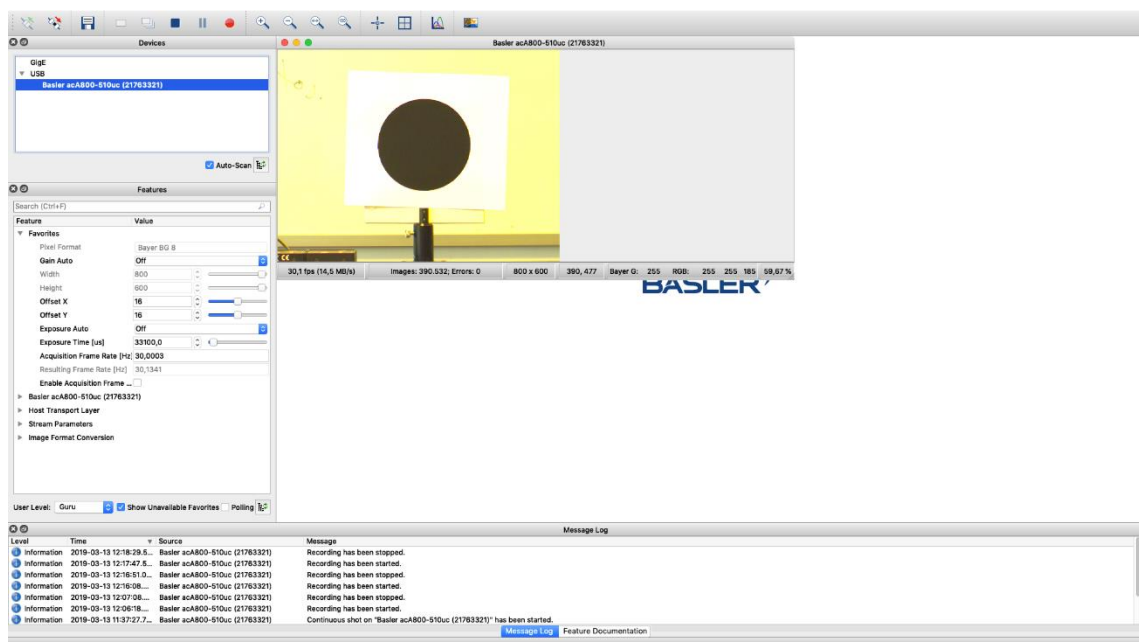 Devices
GigE
USB
Basler acA800-510uc (21763321)
Auto-Scan
Features
Search (Ctrl+F)
Feature Value
Favorites
Pixel Format Bayer BG 8
Gain Auto Off
Width 800
Height 600
Offset X 16
Offset Y 16
Exposure Auto Off
Exposure Time [us] 33100,0
Acquisition Frame Rate [Hz] 30,0003
Resulting Frame Rate [Hz] 30,1341
Enable Acquisition Frame ...
Basler acA800-510uc (21763321)
Host Transport Layer
Stream Parameters
Image Format Conversion
User Level: Guru Show Unavailable Favorites Polling
Basler acA800-510uc (21763321)
CE
30,1 fps (14,5 MB/s) Images: 390.532; Errors: 0 800 x 600 390, 477 Bayer G: 255 RGB: 255 255 185 59,67 %
BASLER
Message Log
Level Time Source Message
Information 2019-03-13 12:18:29.5... Basler acA800-510uc (21763321) Recording has been stopped.
Information 2019-03-13 12:17:47.5... Basler acA800-510uc (21763321) Recording has been started.
Information 2019-03-13 12:16:51.0... Basler acA800-510uc (21763321) Recording has been stopped.
Information 2019-03-13 12:16:08.... Basler acA800-510uc (21763321) Recording has been started.
Information 2019-03-13 12:07:08.... Basler acA800-510uc (21763321) Recording has been stopped.
Information 2019-03-13 12:06:18.... Basler acA800-510uc (21763321) Recording has been started.
Information 2019-03-13 11:37:27.7... Basler acA800-510uc (21763321) Continuous shot on "Basler acA800-510uc (21763321)" has been started.
Message Log Feature Documentation